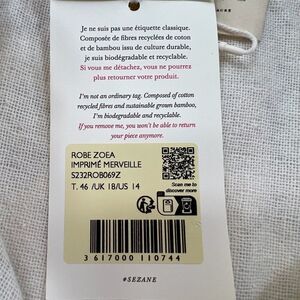 Je ne suis pas une étiquette classique.
Composée de fibres recyclées de coton
et de bambou issu de culture durable,
je suis biodégradable et recyclable.
Si vous me détachez, vous ne pourrez
plus retourner votre produit.
I'm not an ordinary tag. Composed of cotton
recycled fibres and sustainable grown bamboo,
I'm biodegradable and recyclable.
If you remove me, you won't be able to return
your piece anymore.
ROBE ZOEA
IMPRIMÉ MERVEILLE
S232ROB069Z
T. 46 /UK 18/US 14
Scan me to
discover more
3 617000 110744
#SEZANE